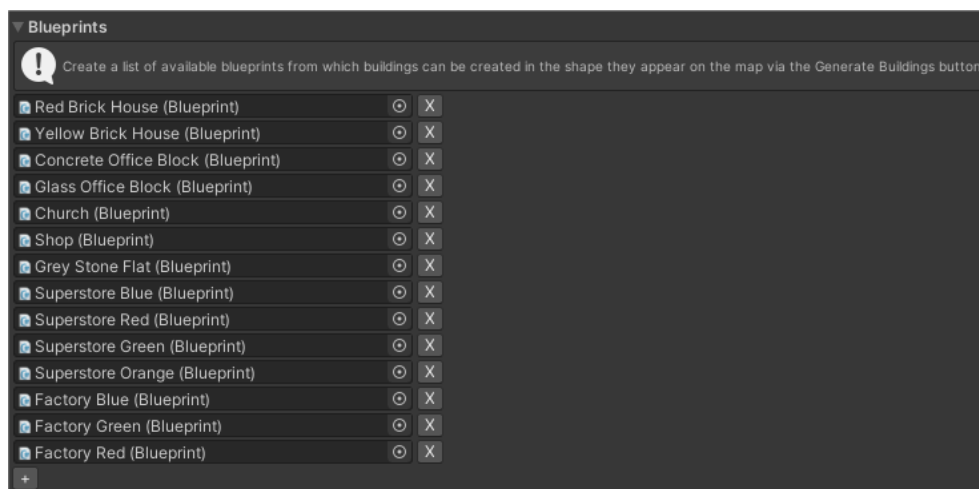 Blueprints
Create a list of available blueprints from which buildings can be created in the shape they appear on the map via the Generate Buildings button
Red Brick House (Blueprint) X
Yellow Brick House (Blueprint) X
Concrete Office Block (Blueprint) X
Glass Office Block (Blueprint) X
Church (Blueprint) X
Shop (Blueprint) X
Grey Stone Flat (Blueprint) X
Superstore Blue (Blueprint) X
Superstore Red (Blueprint) X
Superstore Green (Blueprint) X
Superstore Orange (Blueprint) X
Factory Blue (Blueprint) X
Factory Green (Blueprint) X
Factory Red (Blueprint) X
+